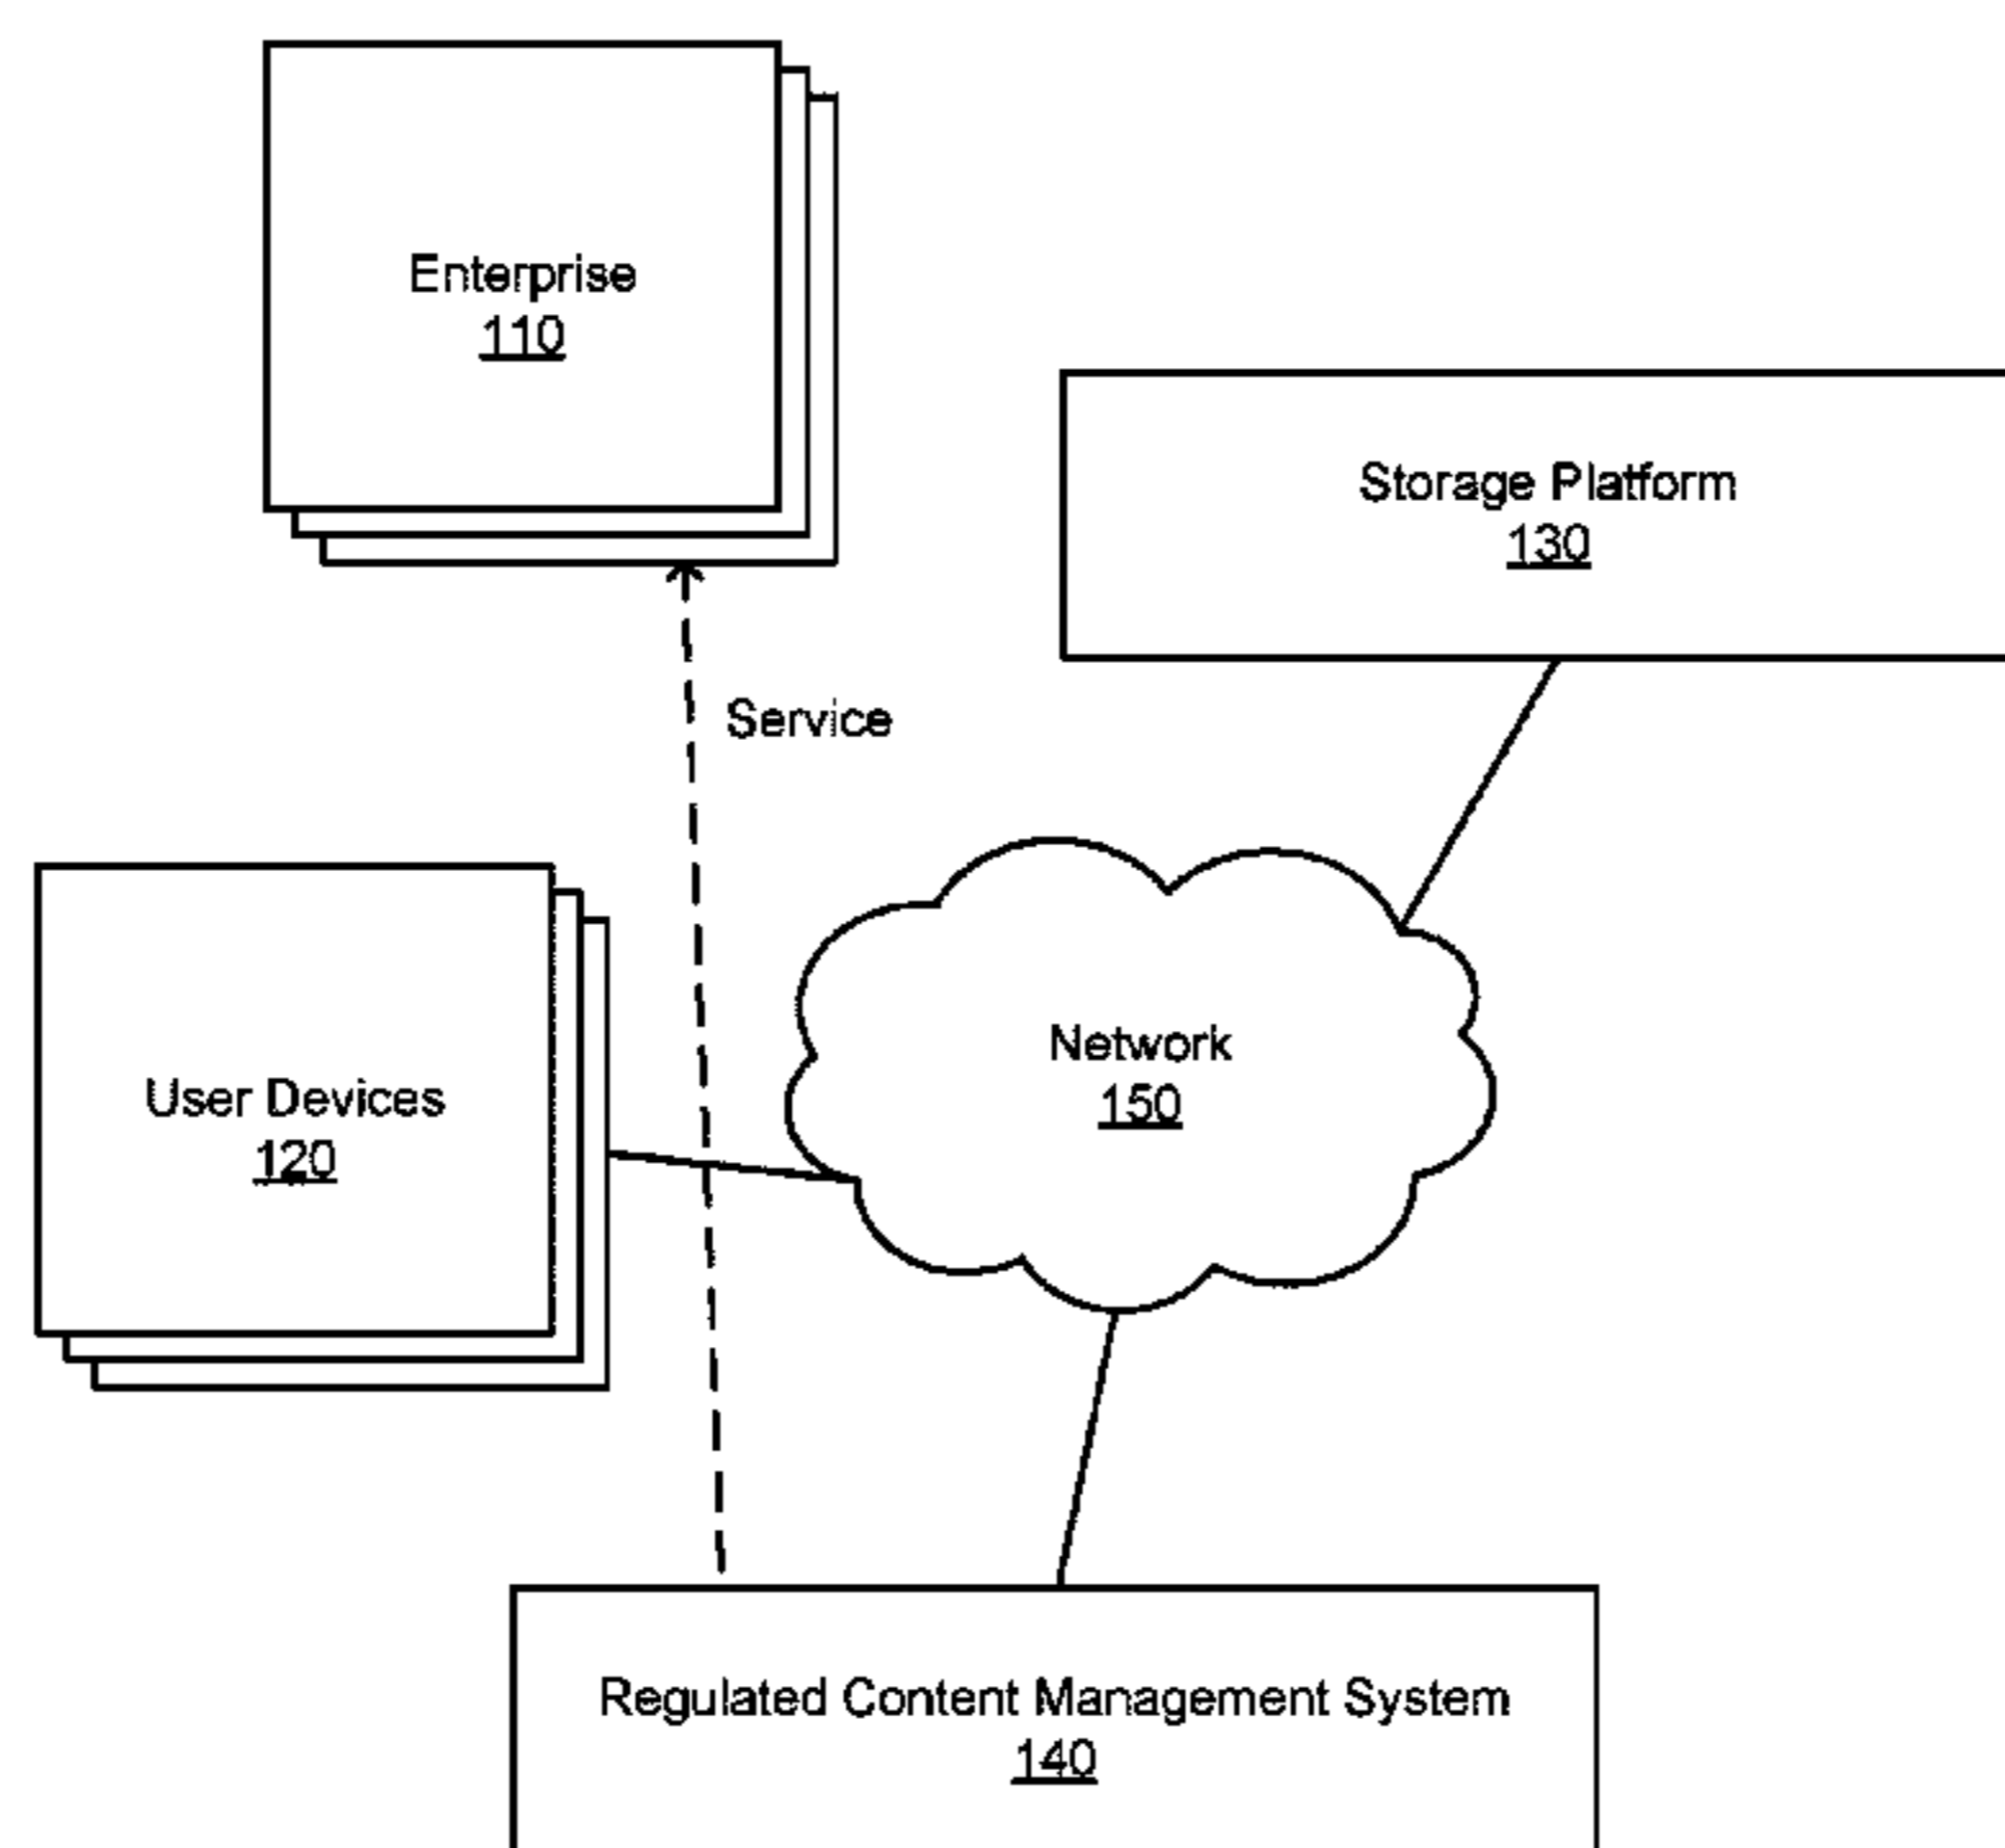 Enterprise
110
Storage Platform
130
Service
Network
150
User Devices
120
Regulated Content Management System
140